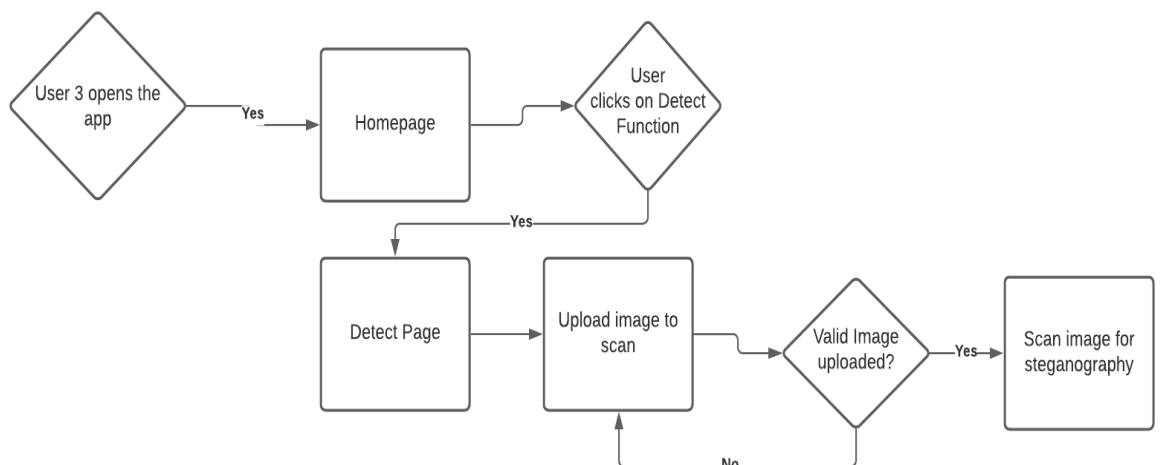 User 3 opens the
app
Yes
Homepage
User
clicks on Detect
Function
Yes
Detect Page
Upload image to
scan
Valid Image
uploaded?
Yes
Scan image for
steganography
No